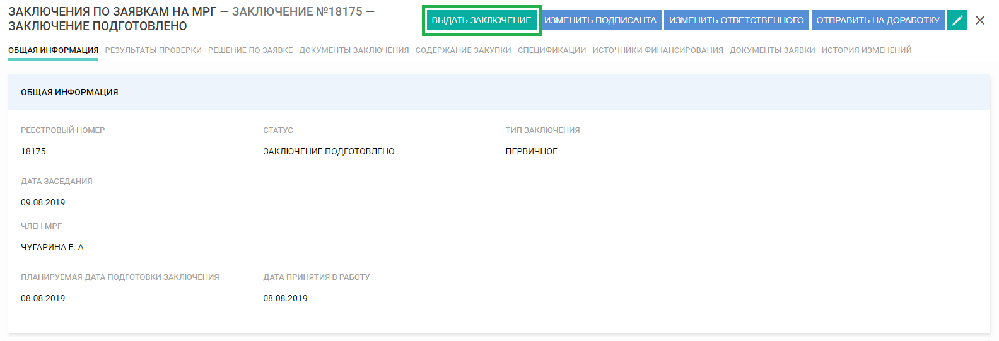 ЗАКЛЮЧЕНИЯ ПО ЗАЯВКАМ НА МРГ — ЗАКЛЮЧЕНИЕ №18175 —
ЗАКЛЮЧЕНИЕ ПОДГОТОВЛЕНО
ВЫДАТЬ ЗАКЛЮЧЕНИЕ ИЗМЕНИТЬ ПОДПИСАНТА ИЗМЕНИТЬ ОТВЕТСТВЕННОГО ОТПРАВИТЬ НА ДОРАБОТКУ
ОБЩАЯ ИНФОРМАЦИЯ РЕЗУЛЬТАТЫ ПРОВЕРКИ РЕШЕНИЕ ПО ЗАЯВКЕ ДОКУМЕНТЫ ЗАКЛЮЧЕНИЯ СОДЕРЖАНИЕ ЗАКУПКИ СПЕЦИФИКАЦИИ ИСТОЧНИКИ ФИНАНСИРОВАНИЯ ДОКУМЕНТЫ ЗАЯВКИ ИСТОРИЯ ИЗМЕНЕНИЙ
ОБЩАЯ ИНФОРМАЦИЯ
РЕЕСТРОВЫЙ НОМЕР СТАТУС ТИП ЗАКЛЮЧЕНИЯ
18175 ЗАКЛЮЧЕНИЕ ПОДГОТОВЛЕНО ПЕРВИЧНОЕ
ДАТА ЗАСЕДАНИЯ
09.08.2019
ЧЛЕН МРГ
ЧУГАРИНА Е. А.
ПЛАНИРУЕМАЯ ДАТА ПОДГОТОВКИ ЗАКЛЮЧЕНИЯ ДАТА ПРИНЯТИЯ В РАБОТУ
08.08.2019 08.08.2019